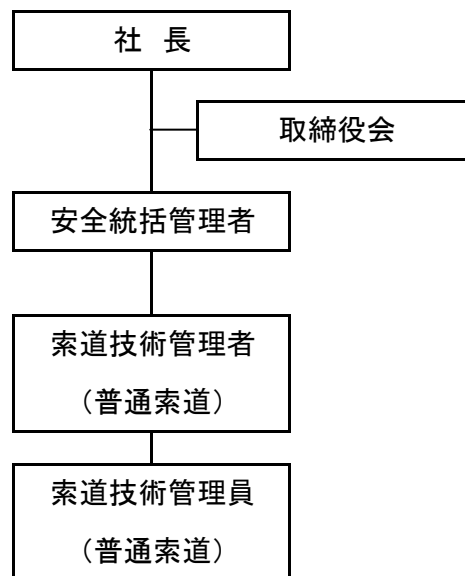 社 長
取締役会
安全統括管理者
索道技術管理者
（普通索道）
索道技術管理員
（普通索道）